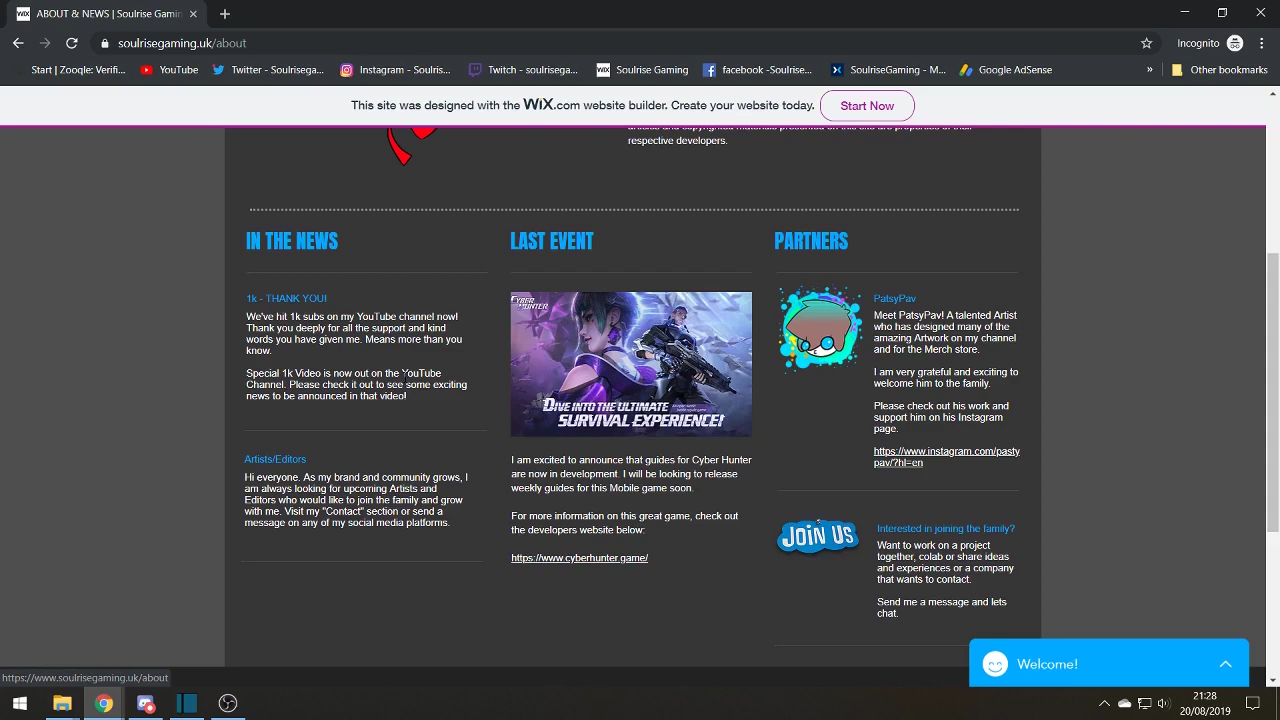 WIX ABOUT & NEWS | Soulrise Gamin
soulrisegaming.uk/about
Incognito
Start | Zooqle: Verifi...
YouTube
Twitter - Soulrisega...
Instagram - Soulris...
Twitch - soulrisega...
WIX Soulrise Gaming
facebook -Soulrise...
SoulriseGaming - M...
Google AdSense
»
Other bookmarks
This site was designed with the WiX.com website builder. Create your website today.
Start Now
respective developers.
IN THE NEWS
1k - THANK YOU!
We've hit 1k subs on my YouTube channel now!
Thank you deeply for all the support and kind
words you have given me. Means more than you
know.
Special 1k Video is now out on the YouTube
Channel. Please check it out to see some exciting
news to be announced in that video!
Artists/Editors
Hi everyone. As my brand and community grows, I
am always looking for upcoming Artists and
Editors who would like to join the family and grow
with me. Visit my "Contact" section or send a
message on any of my social media platforms.
LAST EVENT
CYBER
HUNTER
DIVE INTO THE ULTIMATE
SURVIVAL EXPERIENCE!
I am excited to announce that guides for Cyber Hunter
are now in development. I will be looking to release
weekly guides for this Mobile game soon.
For more information on this great game, check out
the developers website below:
https://www.cyberhunter.game/
PARTNERS
PatsyPav
Meet PatsyPav! A talented Artist
who has designed many of the
amazing Artwork on my channel
and for the Merch store.
I am very grateful and exciting to
welcome him to the family.
Please check out his work and
support him on his Instagram
page.
https://www.instagram.com/pasty
pav/?hl=en
JOIN US
Interested in joining the family?
Want to work on a project
together, colab or share ideas
and experiences or a company
that wants to contact.
Send me a message and lets
chat.
Welcome!
https://www.soulrisegaming.uk/about
21:28
20/08/2019